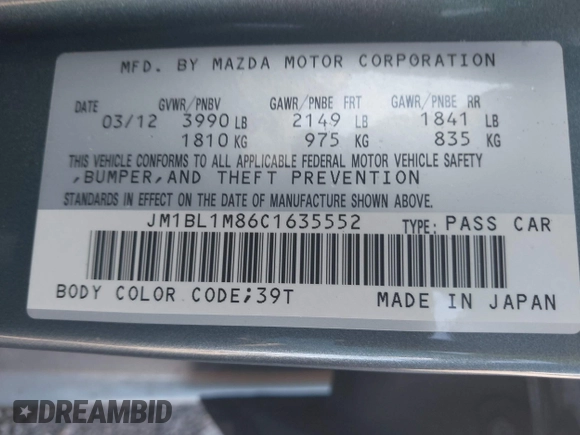 MFD. BY MAZDA MOTOR CORPORATION
DATE GVWR/PNBV GAWR/PNBE FRT GAWR/PNBE RR
03/12 3990 LB 2149 LB 1841 LB
1810 KG 975 KG 835 KG
THIS VEHICLE CONFORMS TO ALL APPLICABLE FEDERAL MOTOR VEHICLE SAFETY
,BUMPER,AND THEFT PREVENTION
STANDARDS IN EFFECT ON THE DATE OF MANUFACTURE SHOWN ABOVE.
JM1BL1M86C1635552 TYPE: PASS CAR
BODY COLOR CODE;39T MADE IN JAPAN
DREAMBID